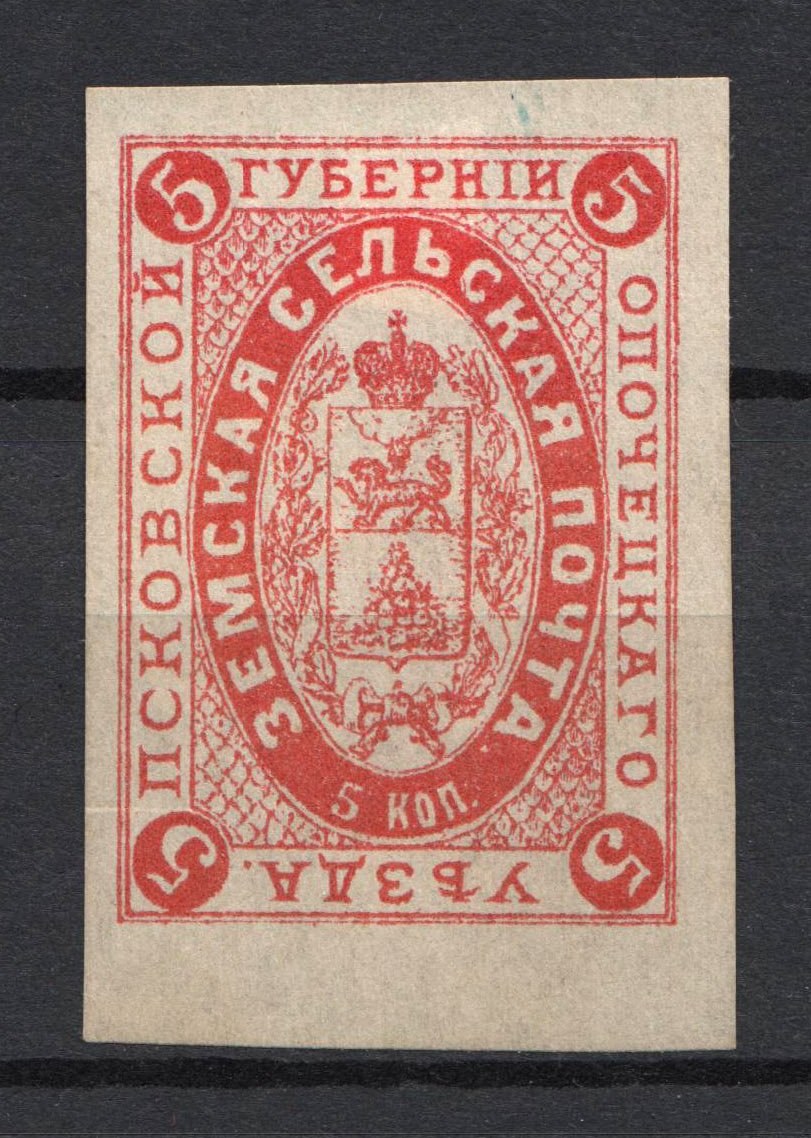 5
ГУБЕРНІИ
5
ПСКОВСКОЙ
ОПОЧЕЦКАГО
ЗЕМСКАЯ СЕЛЬСКАЯ ПОЧТА.
5 КОП.
5
УѢЗДА.
5